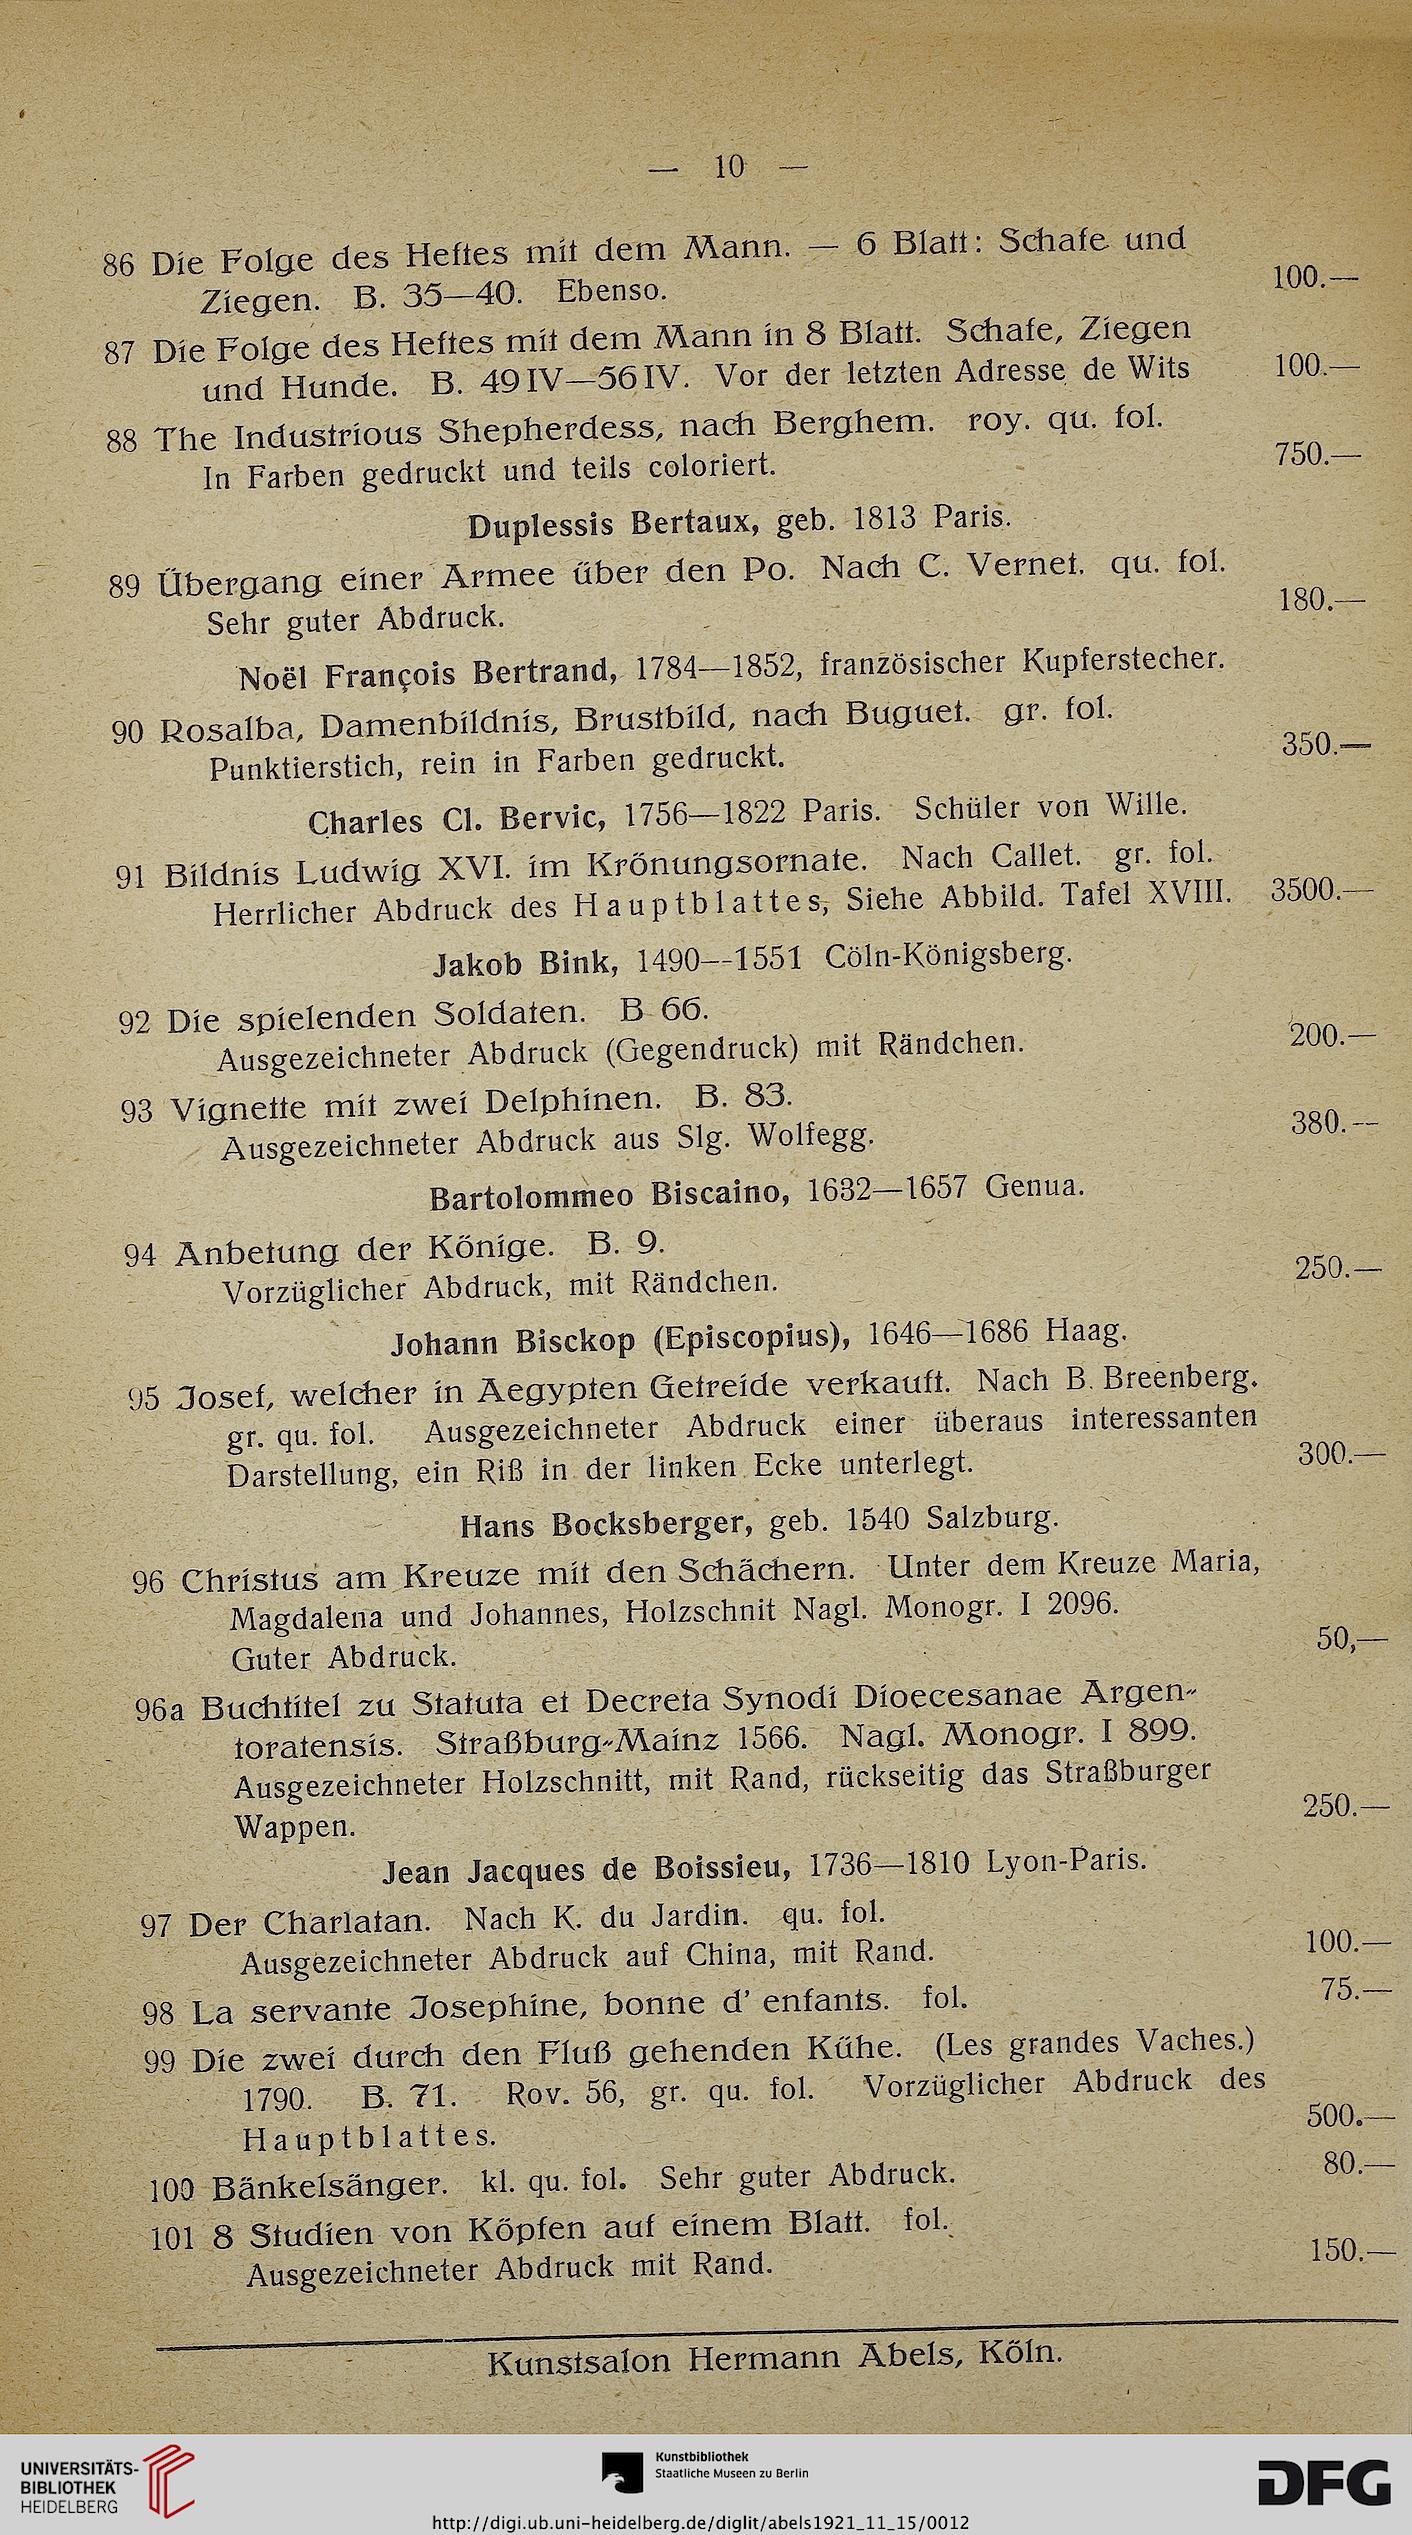 — 10 —
86 Die Folge des Heftes mit dem Mann. — 6 Blatt: Schafe und
Ziegen. B. 35—40. Ebenso. 100.—
87 Die Folge des Heftes mit dem Mann in 8 Blatt. Schafe, Ziegen
und Hunde. B. 49 IV—56 IV. Vor der letzten Adresse de Wits 100.—
88 The Industrious Shepherdess, nach Berghem. roy. qu. fol.
In Farben gedruckt und teils coloriert. 750.—
Duplessis Bertaux, geb. 1813 Paris.
89 Übergang einer Armee über den Po. Nach C. Vernet. qu. fol.
Sehr guter Abdruck. 180.—
Noël François Bertrand, 1784—1852, französischer Kupferstecher.
90 Rosalba, Damenbildnis, Brustbild, nach Buguet. gr. fol.
Punktierstich, rein in Farben gedruckt. 350.—
Charles Cl. Bervic, 1756—1822 Paris. Schüler von Wille.
91 Bildnis Ludwig XVI. im Krönungsornate. Nach Callet. gr. fol.
Herrlicher Abdruck des Hauptblattes, Siehe Abbild. Tafel XVIII. 3500.—
Jakob Bink, 1490—1551 Cöln-Königsberg.
92 Die spielenden Soldaten. B 66.
Ausgezeichneter Abdruck (Gegendruck) mit Rändchen. 200.—
93 Vignette mit zwei Delphinen. B. 83.
Ausgezeichneter Abdruck aus Slg. Wolfegg. 380.—
Bartolommeo Biscaino, 1632—1657 Genua.
94 Anbetung der Könige. B. 9.
Vorzüglicher Abdruck, mit Rändchen. 250.—
Johann Bisckop (Episcopius), 1646—1686 Haag.
95 Josef, welcher in Aegypten Getreide verkauft. Nach B. Breenberg.
gr. qu. fol. Ausgezeichneter Abdruck einer überaus interessanten
Darstellung, ein Riß in der linken Ecke unterlegt. 300.—
Hans Bocksberger, geb. 1540 Salzburg.
96 Christus am Kreuze mit den Schächern. Unter dem Kreuze Maria,
Magdalena und Johannes, Holzschnit Nagl. Monogr. I 2096.
Guter Abdruck. 50,—
96a Buchtitel zu Statuta et Decreta Synodi Dioecesanae Argen-
toratensis. Straßburg-Mainz 1566. Nagl. Monogr. I 899.
Ausgezeichneter Holzschnitt, mit Rand, rückseitig das Straßburger
Wappen. 250.—
Jean Jacques de Boissieu, 1736—1810 Lyon-Paris.
97 Der Charlatan. Nach K. du Jardin. qu. fol.
Ausgezeichneter Abdruck auf China, mit Rand. 100.—
98 La servante Josephine, bonne d' enfants. fol. 75.—
99 Die zwei durch den Fluß gehenden Kühe. (Les grandes Vaches.)
1790. B. 71. Rov. 56, gr. qu. fol. Vorzüglicher Abdruck des
Hauptblattes. 500.—
100 Bänkelsänger. kl. qu. fol. Sehr guter Abdruck. 80.—
101 8 Studien von Köpfen auf einem Blatt. fol.
Ausgezeichneter Abdruck mit Rand. 150.—
Kunstsalon Hermann Abels, Köln.
UNIVERSITÄTS-
BIBLIOTHEK
HEIDELBERG
Kunstbibliothek
Staatliche Museen zu Berlin
http://digi.ub.uni-heidelberg.de/diglit/abels1921_11_15/0012
DFG